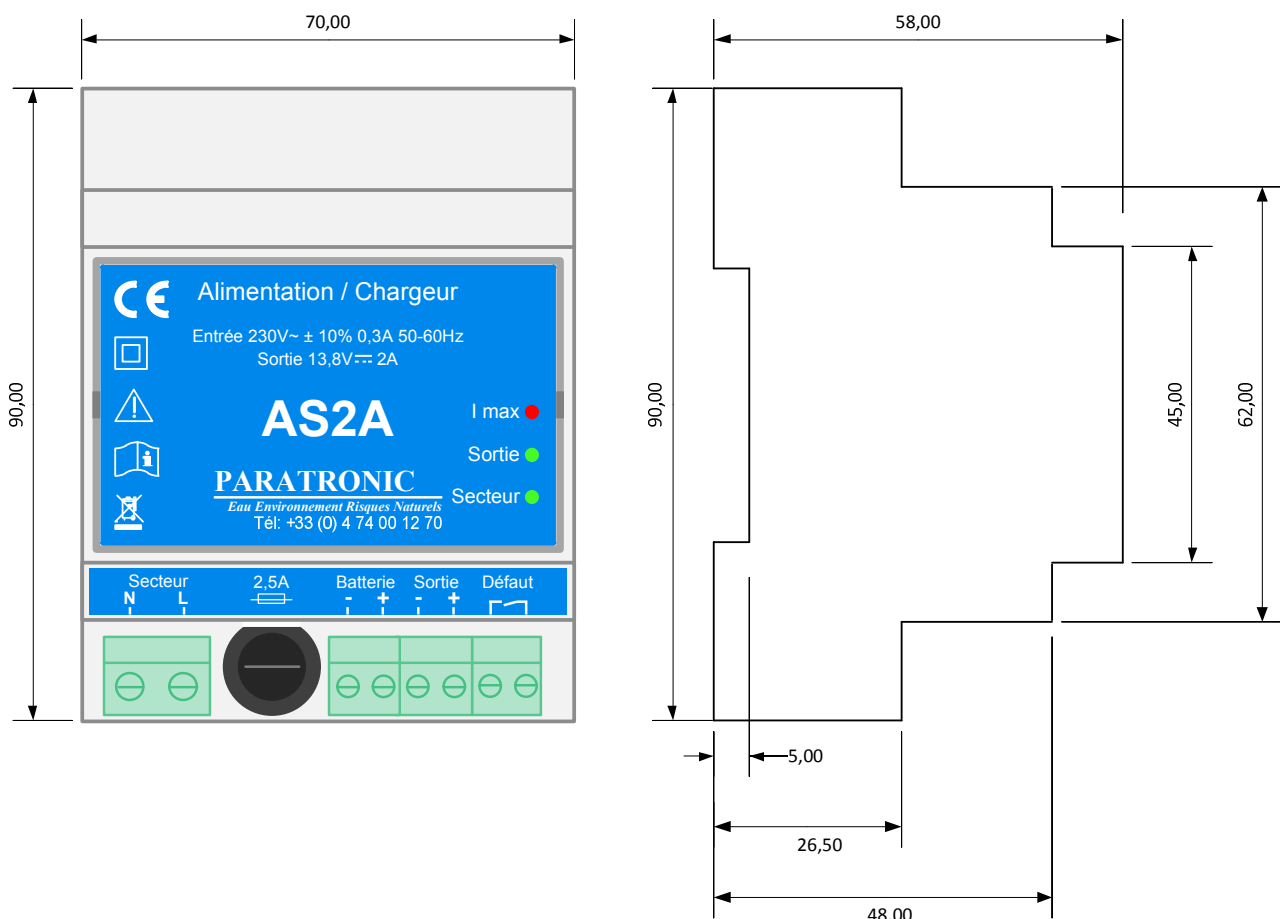 70,00
58,00
90,00
90,00
45,00
62,00
CE
Alimentation / Chargeur
Entrée 230V~ ± 10% 0,3A 50-60Hz
Sortie 13,8V⎓ 2A
AS2A
I max
Sortie
Secteur
PARATRONIC
Eau Environnement Risques Naturels
Tél: +33 (0) 4 74 00 12 70
Secteur 2,5A Batterie Sortie Défaut
N L - + - +
5,00
26,50
48,00